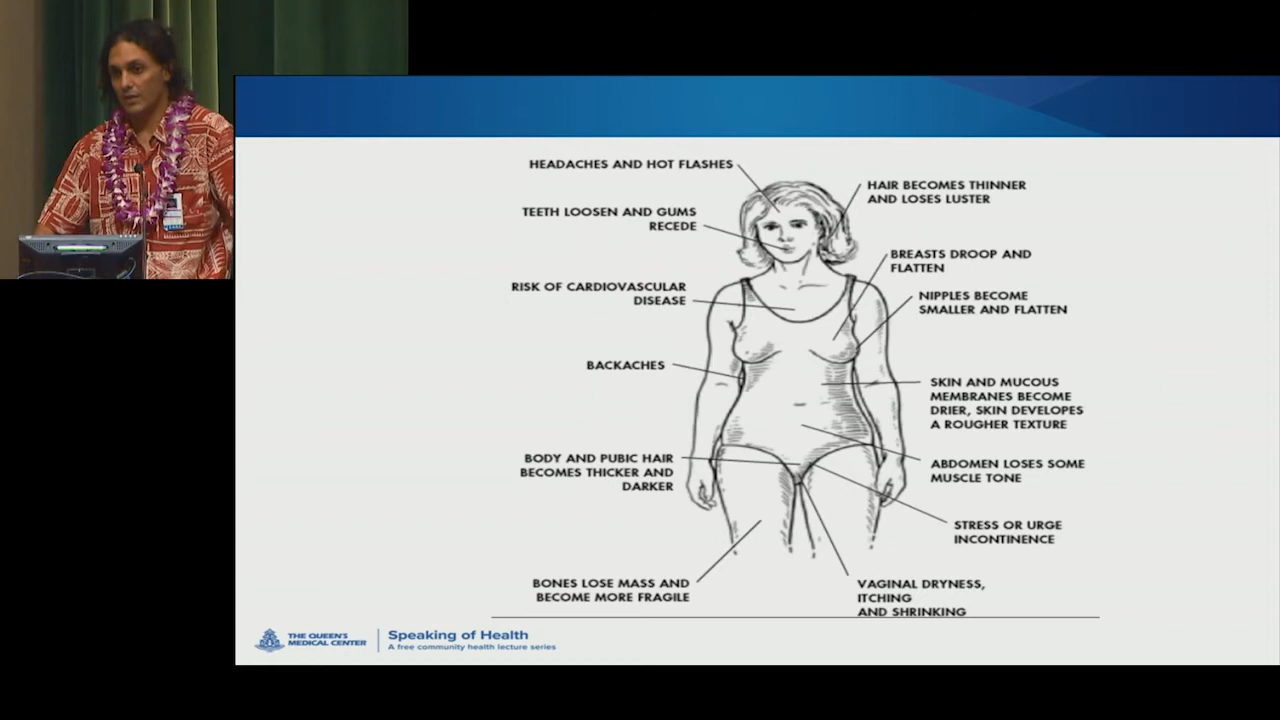 HEADACHES AND HOT FLASHES
HAIR BECOMES THINNER
AND LOSES LUSTER
TEETH LOOSEN AND GUMS
RECEDE
BREASTS DROOP AND
FLATTEN
RISK OF CARDIOVASCULAR
DISEASE
NIPPLES BECOME
SMALLER AND FLATTEN
BACKACHES
SKIN AND MUCOUS
MEMBRANES BECOME
DRIER, SKIN DEVELOPES
A ROUGHER TEXTURE
BODY AND PUBIC HAIR
BECOMES THICKER AND
DARKER
ABDOMEN LOSES SOME
MUSCLE TONE
STRESS OR URGE
INCONTINENCE
BONES LOSE MASS AND
BECOME MORE FRAGILE
VAGINAL DRYNESS,
ITCHING
AND SHRINKING
THE QUEEN'S
MEDICAL CENTER
Speaking of Health
A free community health lecture series